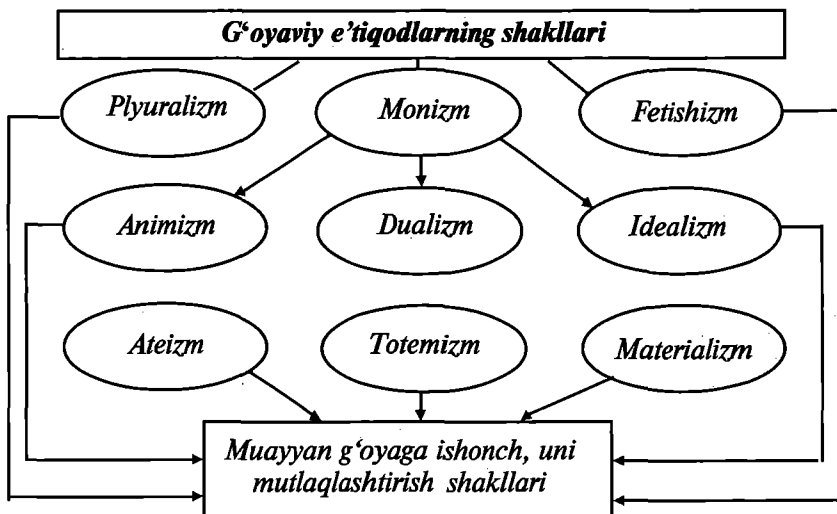 G‘oyaviy e’tiqodlarning shakllari
Plyuralizm
Monizm
Fetishizm
Animizm
Dualizm
Idealizm
Ateizm
Totemizm
Materializm
Muayyan g‘oyaga ishonch, uni
mutlaqlashtirish shakllari